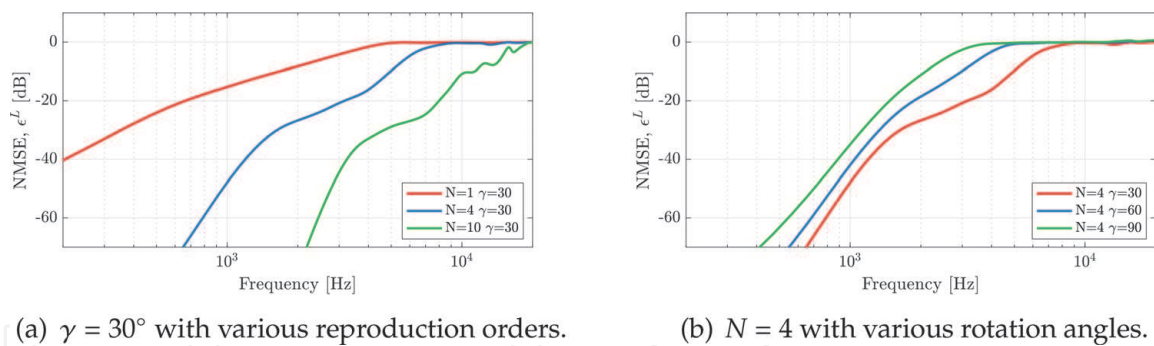 0
-20
-40
-60
NMSE, ϵ^L [dB]
10^3
10^4
Frequency [Hz]
N=1 γ=30
N=4 γ=30
N=10 γ=30
(a) γ = 30° with various reproduction orders.
0
-20
-40
-60
NMSE, ϵ^L [dB]
10^3
10^4
Frequency [Hz]
N=4 γ=30
N=4 γ=60
N=4 γ=90
(b) N = 4 with various rotation angles.